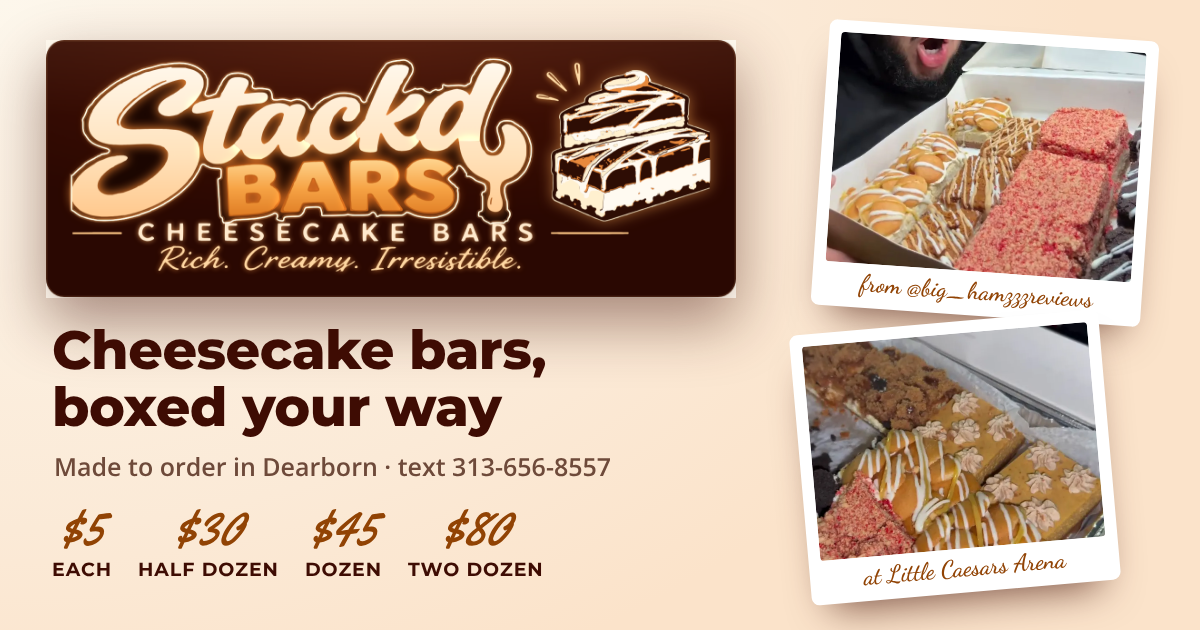 Stackd
BARS
CHEESECAKE BARS
Rich. Creamy. Irresistible.
Cheesecake bars,
boxed your way
Made to order in Dearborn · text 313-656-8557
$5 $30 $45 $80
EACH HALF DOZEN DOZEN TWO DOZEN
from @big_hamzzzreviews
at Little Caesars Arena